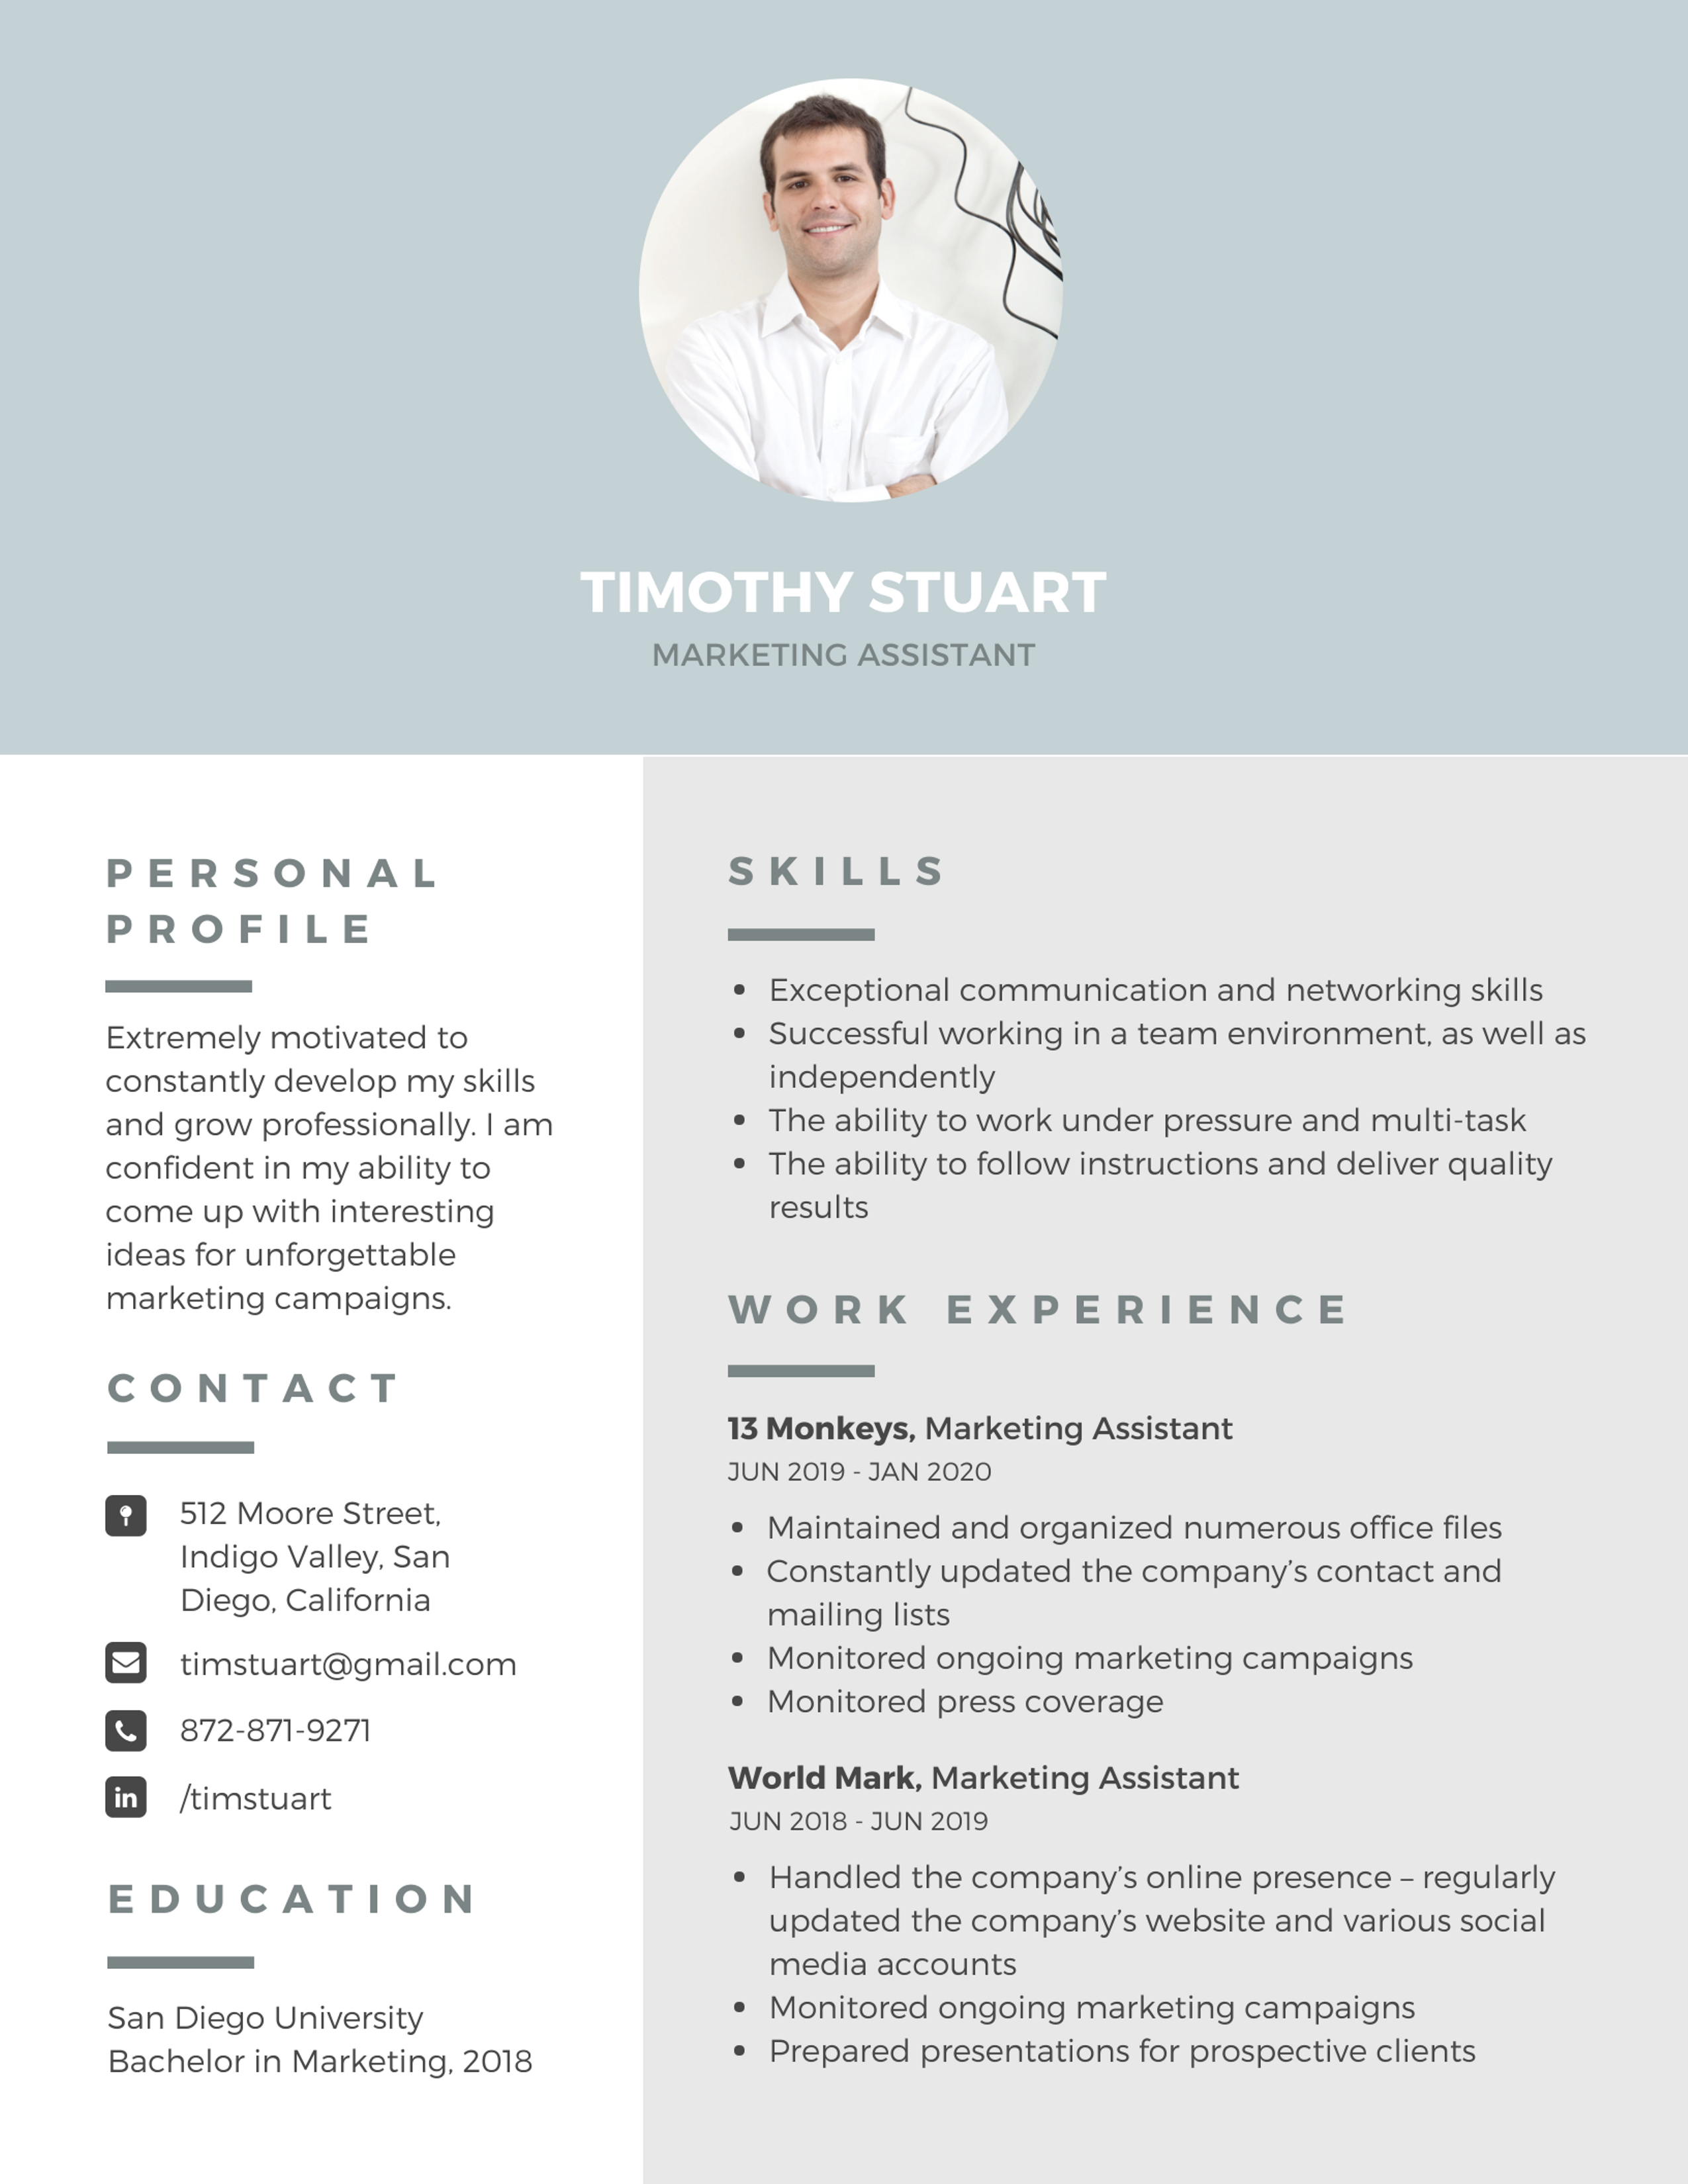 TIMOTHY STUART
MARKETING ASSISTANT
PERSONAL
PROFILE
Extremely motivated to
constantly develop my skills
and grow professionally. I am
confident in my ability to
come up with interesting
ideas for unforgettable
marketing campaigns.
CONTACT
512 Moore Street,
Indigo Valley, San
Diego, California
timstuart@gmail.com
872-871-9271
in
/timstuart
EDUCATION
San Diego University
Bachelor in Marketing, 2018
SKILLS
• Exceptional communication and networking skills
• Successful working in a team environment, as well as
independently
• The ability to work under pressure and multi-task
• The ability to follow instructions and deliver quality
results
WORK EXPERIENCE
13 Monkeys, Marketing Assistant
JUN 2019 - JAN 2020
• Maintained and organized numerous office files
• Constantly updated the company’s contact and
mailing lists
• Monitored ongoing marketing campaigns
• Monitored press coverage
World Mark, Marketing Assistant
JUN 2018 - JUN 2019
• Handled the company’s online presence – regularly
updated the company’s website and various social
media accounts
• Monitored ongoing marketing campaigns
• Prepared presentations for prospective clients